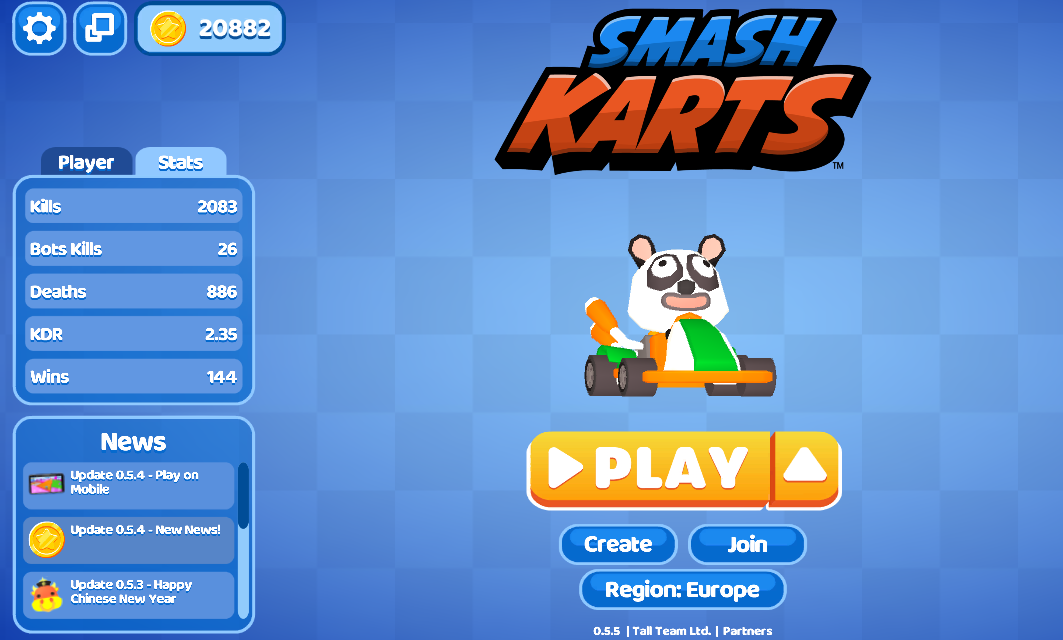 20882
SMASH
KARTS
TM
Player Stats
Kills 2083
Bots Kills 26
Deaths 886
KDR 2.35
Wins 144
News
Update 0.5.4 - Play on
Mobile
Update 0.5.4 - New News!
Update 0.5.3 - Happy
Chinese New Year
PLAY
Create Join
Region: Europe
0.5.5 | Tall Team Ltd. | Partners